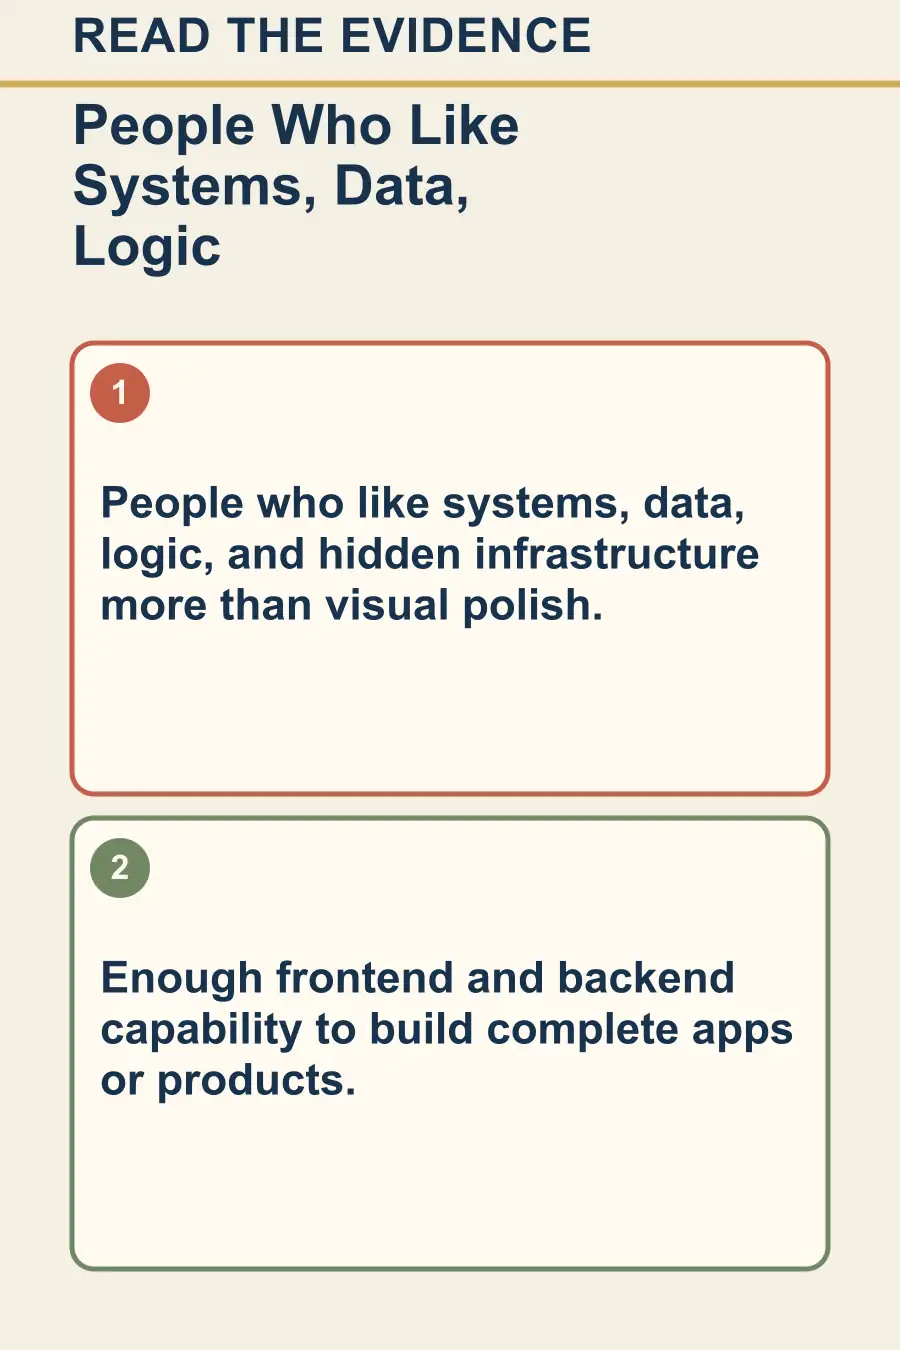 READ THE EVIDENCE
People Who Like
Systems, Data,
Logic
1
People who like systems, data,
logic, and hidden infrastructure
more than visual polish.
2
Enough frontend and backend
capability to build complete apps
or products.